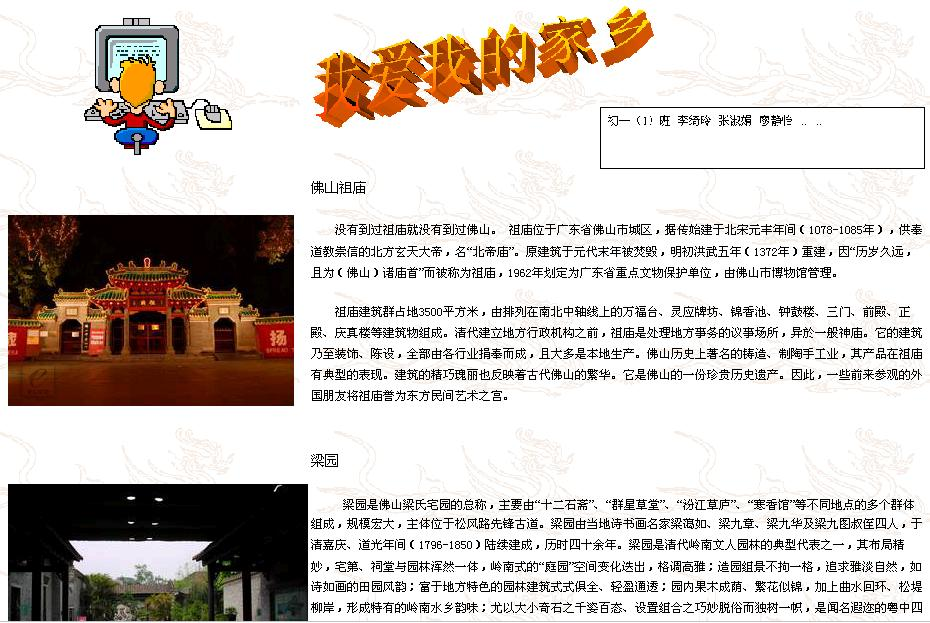 我爱我的家乡
初一（1）班 李绮玲 张淑娟 廖静怡 .. ..
佛山祖庙
没有到过祖庙就没有到过佛山。 祖庙位于广东省佛山市城区，据传始建于北宋元丰年间（1078-1085年），供奉
道教崇信的北方玄天大帝，名“北帝庙”。原建筑于元代末年被焚毁，明初洪武五年（1372年）重建，因“历岁久远，
且为（佛山）诸庙首”而被称为祖庙，1962年划定为广东省重点文物保护单位，由佛山市博物馆管理。
祖庙建筑群占地3500平方米，由排列在南北中轴线上的万福台、灵应牌坊、锦香池、钟鼓楼、三门、前殿、正
殿、庆真楼等建筑物组成。清代建立地方行政机构之前，祖庙是处理地方事务的议事场所，异於一般神庙。它的建筑
乃至装饰、陈设，全部由各行业捐奉而成，且大多是本地生产。佛山历史上著名的铸造、制陶手工业，其产品在祖庙
有典型的表现。建筑的精巧瑰丽也反映着古代佛山的繁华。它是佛山的一份珍贵历史遗产。因此，一些前来参观的外
国朋友将祖庙誉为东方民间艺术之宫。
扬
SPREAD T
梁园
梁园是佛山梁氏宅园的总称，主要由“十二石斋”、“群星草堂”、“汾江草庐”、“寒香馆”等不同地点的多个群体
组成，规模宏大，主体位于松风路先锋古道。梁园由当地诗书画名家梁蔼如、梁九章、梁九华及梁九图叔侄四人，于
清嘉庆、道光年间（1796-1850）陆续建成，历时四十余年。梁园是清代岭南文人园林的典型代表之一，其布局精
妙，宅第、祠堂与园林浑然一体，岭南式的“庭园”空间变化迭出，格调高雅；造园组景不拘一格，追求雅淡自然，如
诗如画的田园风韵；富于地方特色的园林建筑式式俱全、轻盈通透；园内果木成荫、繁花似锦，加上曲水回环、松堤
柳岸，形成特有的岭南水乡韵味；尤以大小奇石之千姿百态、设置组合之巧妙脱俗而独树一帜，是闻名遐迩的粤中四